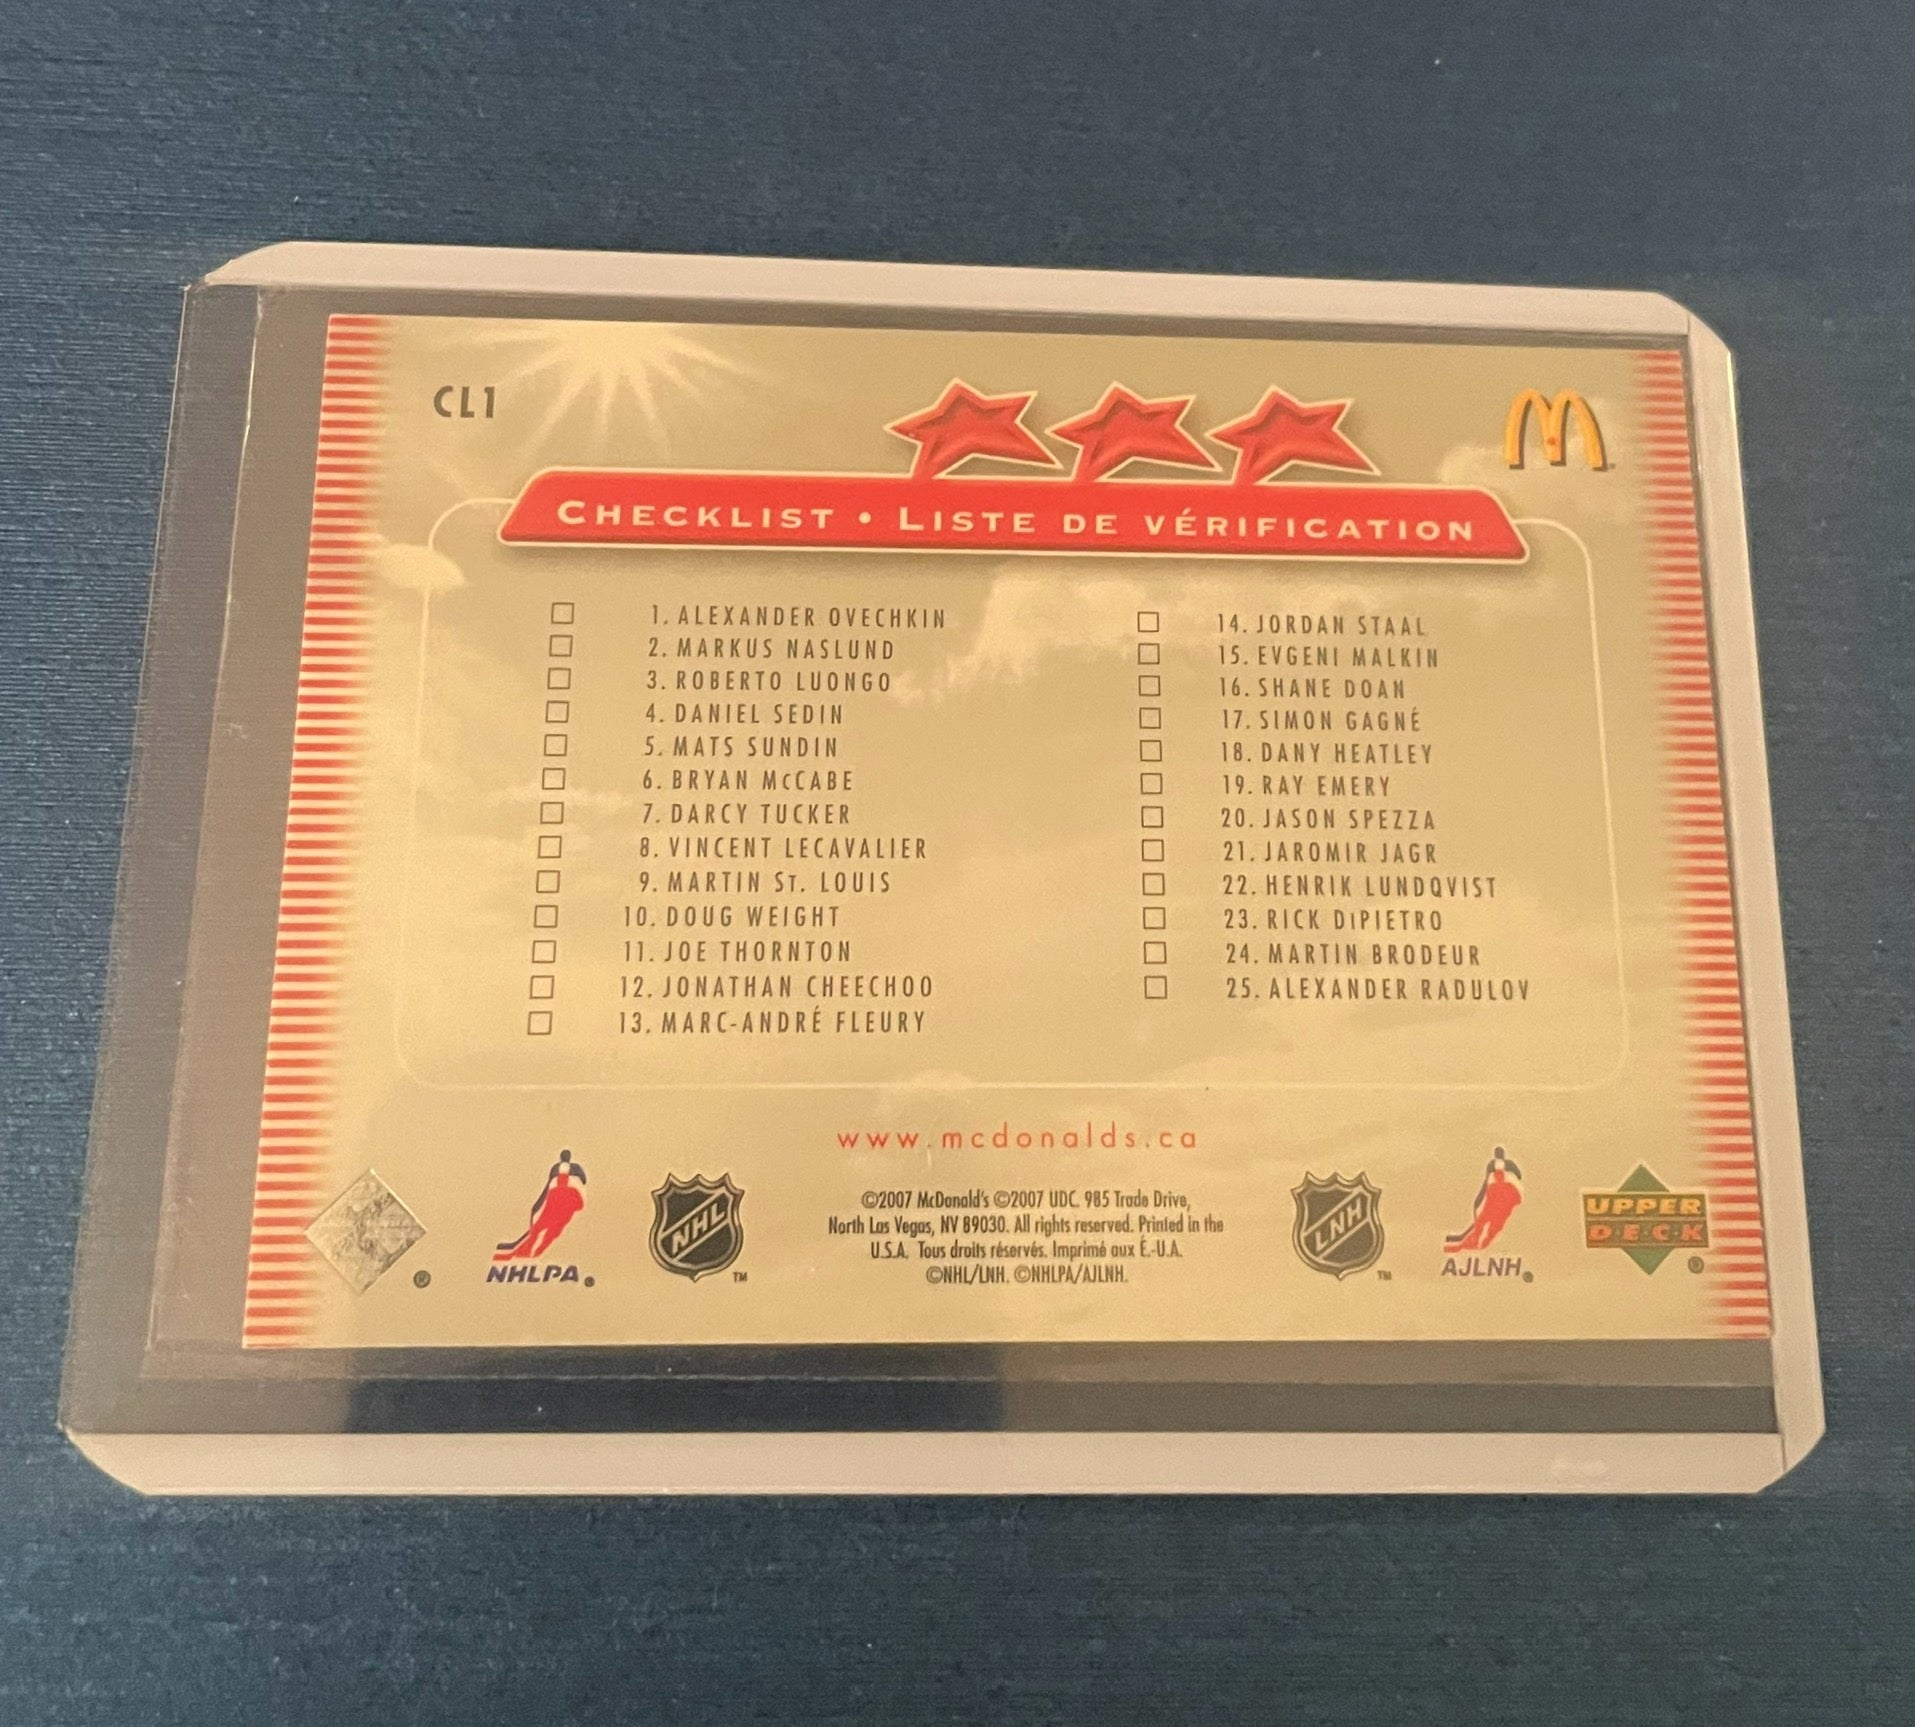 CL1
M
CHECKLIST • LISTE DE VÉRIFICATION
1. ALEXANDER OVECHKIN
2. MARKUS NASLUND
3. ROBERTO LUONGO
4. DANIEL SEDIN
5. MATS SUNDIN
6. BRYAN McCABE
7. DARCY TUCKER
8. VINCENT LECAVALIER
9. MARTIN ST. LOUIS
10. DOUG WEIGHT
11. JOE THORNTON
12. JONATHAN CHEECHOO
13. MARC-ANDRÉ FLEURY
14. JORDAN STAAL
15. EVGENI MALKIN
16. SHANE DOAN
17. SIMON GAGNÉ
18. DANY HEATLEY
19. RAY EMERY
20. JASON SPEZZA
21. JAROMIR JAGR
22. HENRIK LUNDQVIST
23. RICK DiPIETRO
24. MARTIN BRODEUR
25. ALEXANDER RADULOV
www.mcdonalds.ca
®
NHLPA®
NHL™
©2007 McDonald's ©2007 UDC. 985 Trade Drive,
North Las Vegas, NV 89030. All rights reserved. Printed in the
U.S.A. Tous droits réservés. Imprimé aux É.-U.A.
©NHL/LNH. ©NHLPA/AJLNH.
LNH™
AJLNH®
UPPER
DECK®